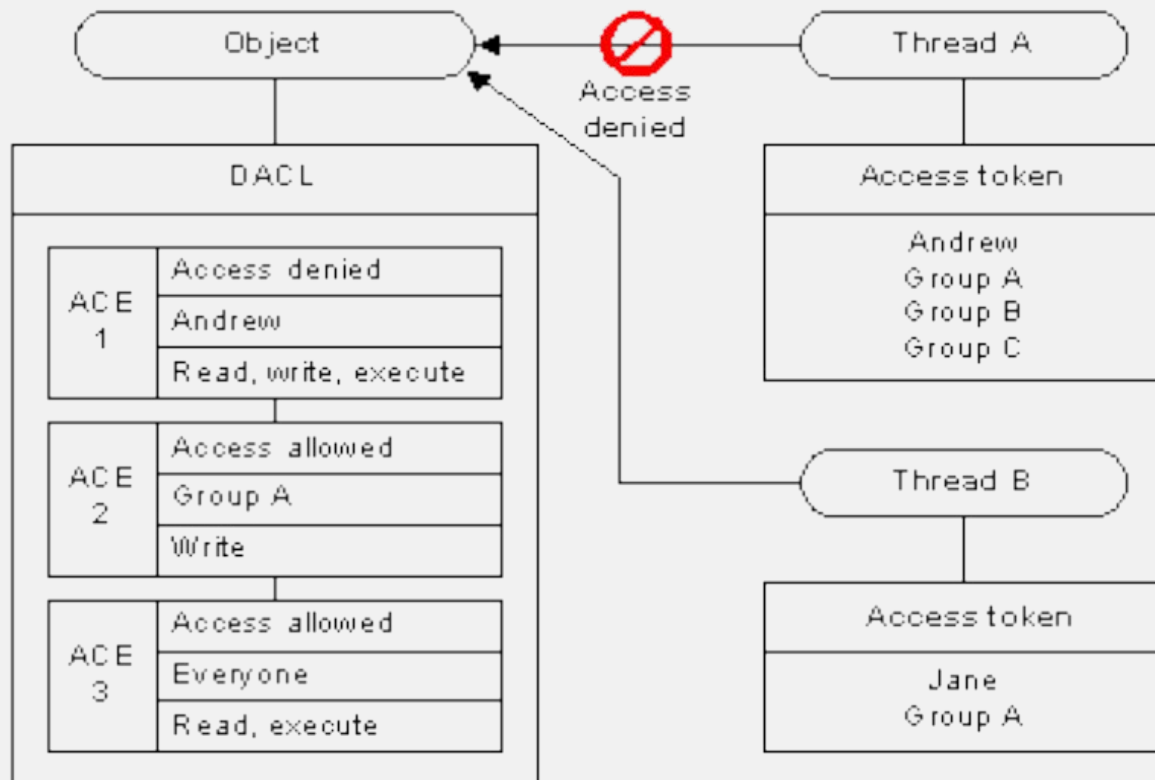 Object
Access
denied
Thread A
DACL
ACE
1
Access denied
Andrew
Read, write, execute
ACE
2
Access allowed
Group A
Write
ACE
3
Access allowed
Everyone
Read, execute
Access token
Andrew
Group A
Group B
Group C
Thread B
Access token
Jane
Group A